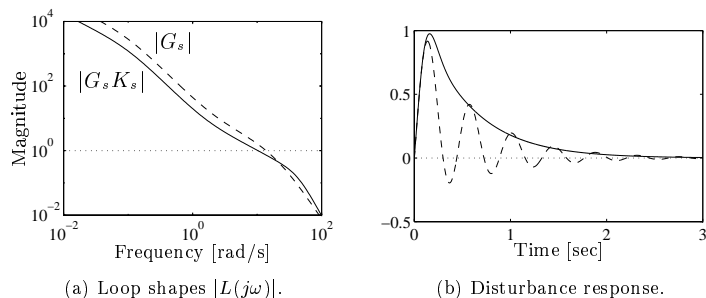 10^4
10^2
10^0
10^{-2}
Magnitude
|G_s|
|G_sK_s|
10^{-2}
10^0
10^2
Frequency [rad/s]
(a) Loop shapes |L(jω)|.
1
0.5
0
−0.5
0
1
2
3
Time [sec]
(b) Disturbance response.